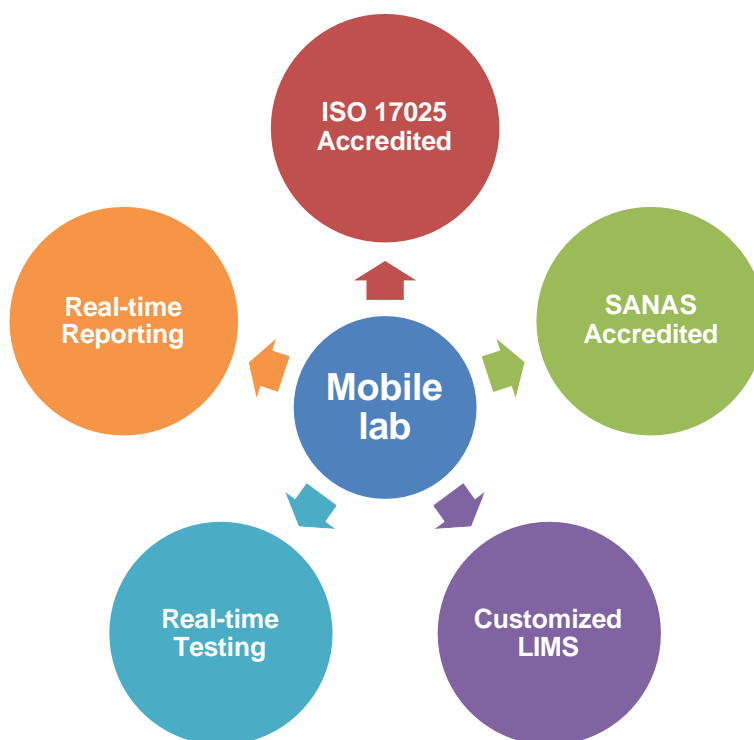 ISO 17025
Accredited
SANAS
Accredited
Customized
LIMS
Real-time
Testing
Real-time
Reporting
Mobile
lab